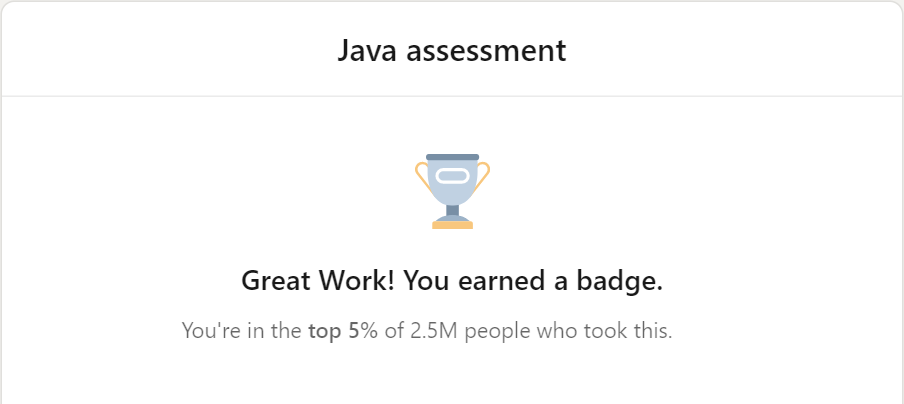 Java assessment
Great Work! You earned a badge.
You're in the top 5% of 2.5M people who took this.